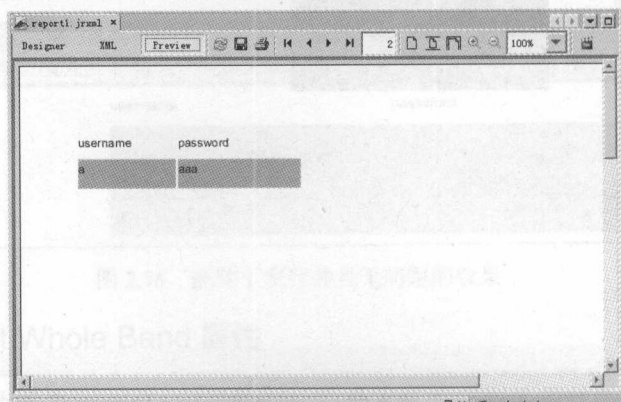 report1.jrxml ×
Designer XML Preview 2 100%
username password
a aaa
Whole Band